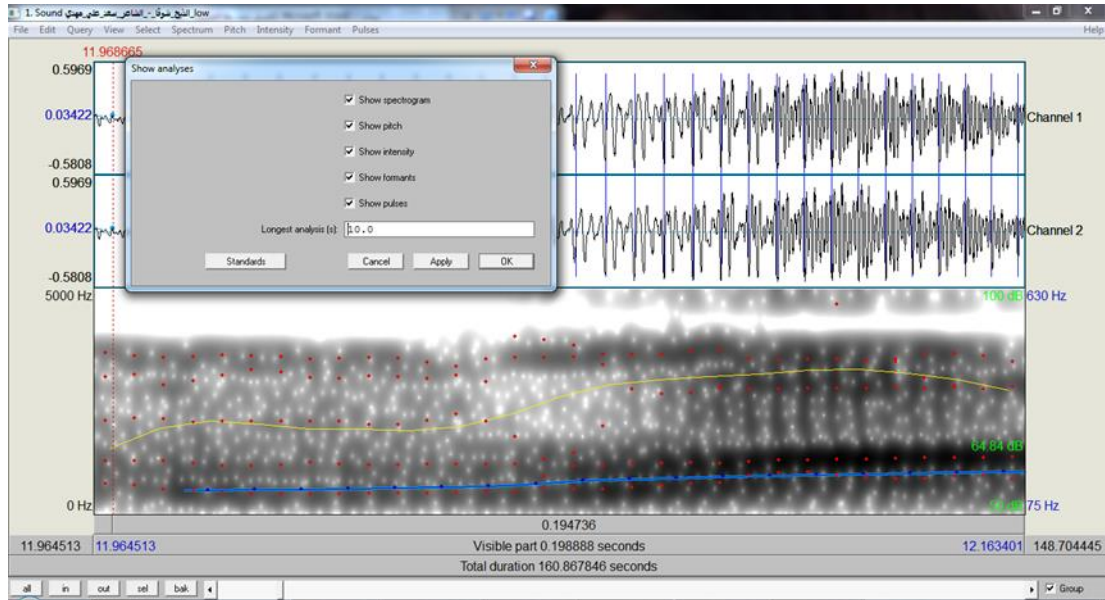 1. Sound الشيخ_شوقا_-_الشاعر_سعد_علي_مهدي_low
File Edit Query View Select Spectrum Pitch Intensity Formant Pulses Help
11.968665
Show analyses
0.5969
Show spectrogram
0.03422
Channel 1
Show pitch
Show intensity
-0.5808
0.5969
Show formants
Show pulses
0.03422
Longest analysis (s): 10.0
Channel 2
Standards Cancel Apply OK
-0.5808
5000 Hz 100 dB 630 Hz
64.84 dB
0 Hz 75 Hz
0.194736
11.964513 11.964513 Visible part 0.198888 seconds 12.163401 148.704445
Total duration 160.867846 seconds
all in out sel bak Group